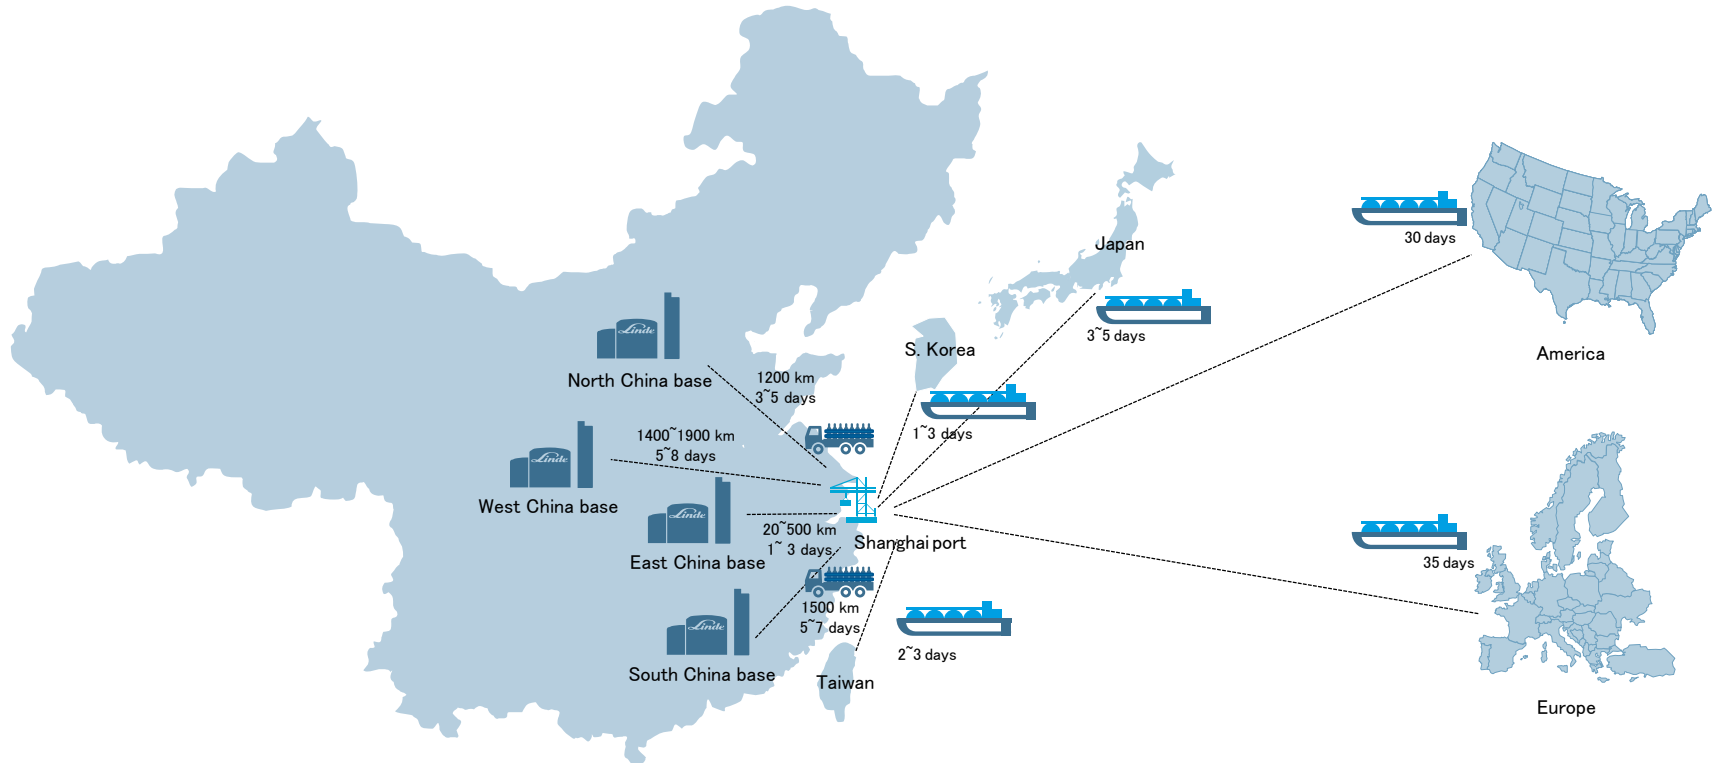 Linde
North China base
1200 km
3~5 days
Linde
West China base
1400~1900 km
5~8 days
Linde
East China base
20~500 km
1~ 3 days
Shanghai port
Linde
South China base
1500 km
5~7 days
Taiwan
2~3 days
S. Korea
1~3 days
Japan
3~5 days
30 days
America
35 days
Europe